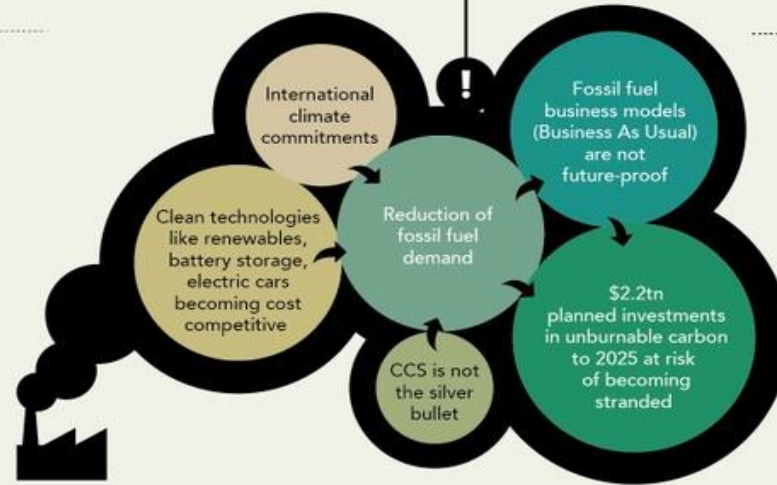 International
climate
commitments
!
Fossil fuel
business models
(Business As Usual)
are not
future-proof
Clean technologies
like renewables,
battery storage,
electric cars
becoming cost
competitive
Reduction of
fossil fuel
demand
$2.2tn
planned investments
in unburnable carbon
to 2025 at risk
of becoming
stranded
CCS is not
the silver
bullet